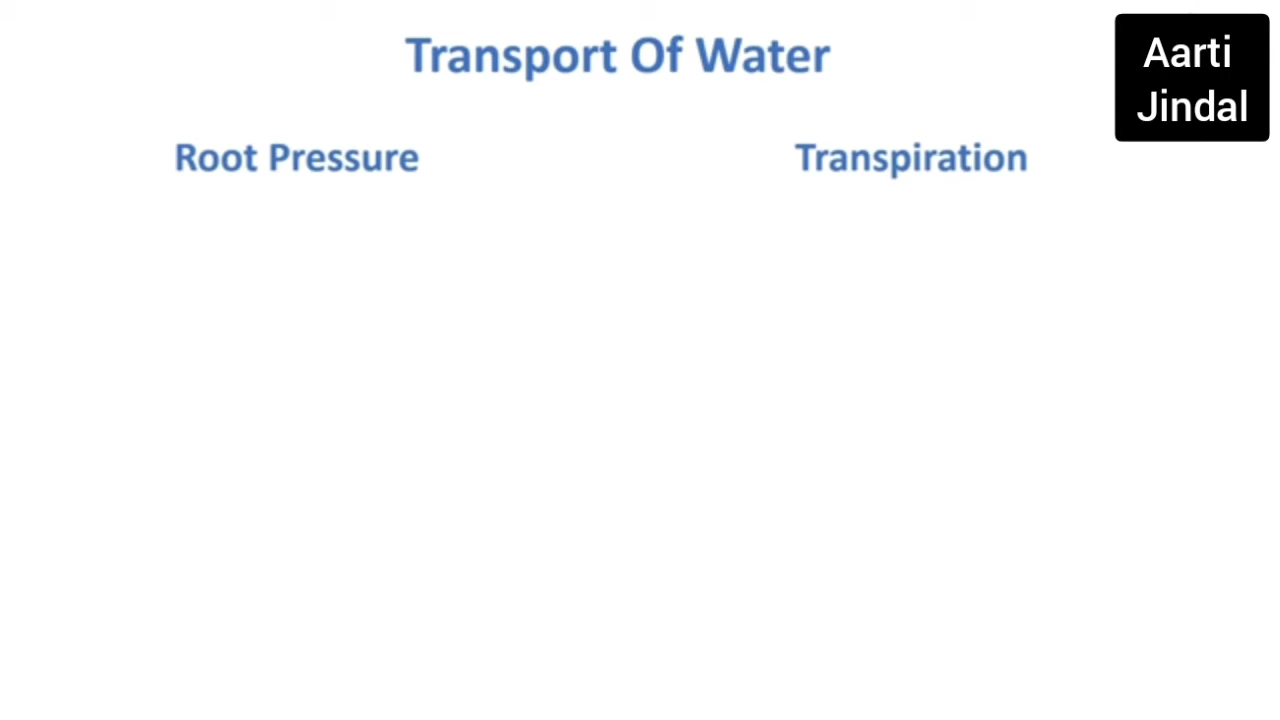 Transport Of Water
Aarti
Jindal
Root Pressure
Transpiration